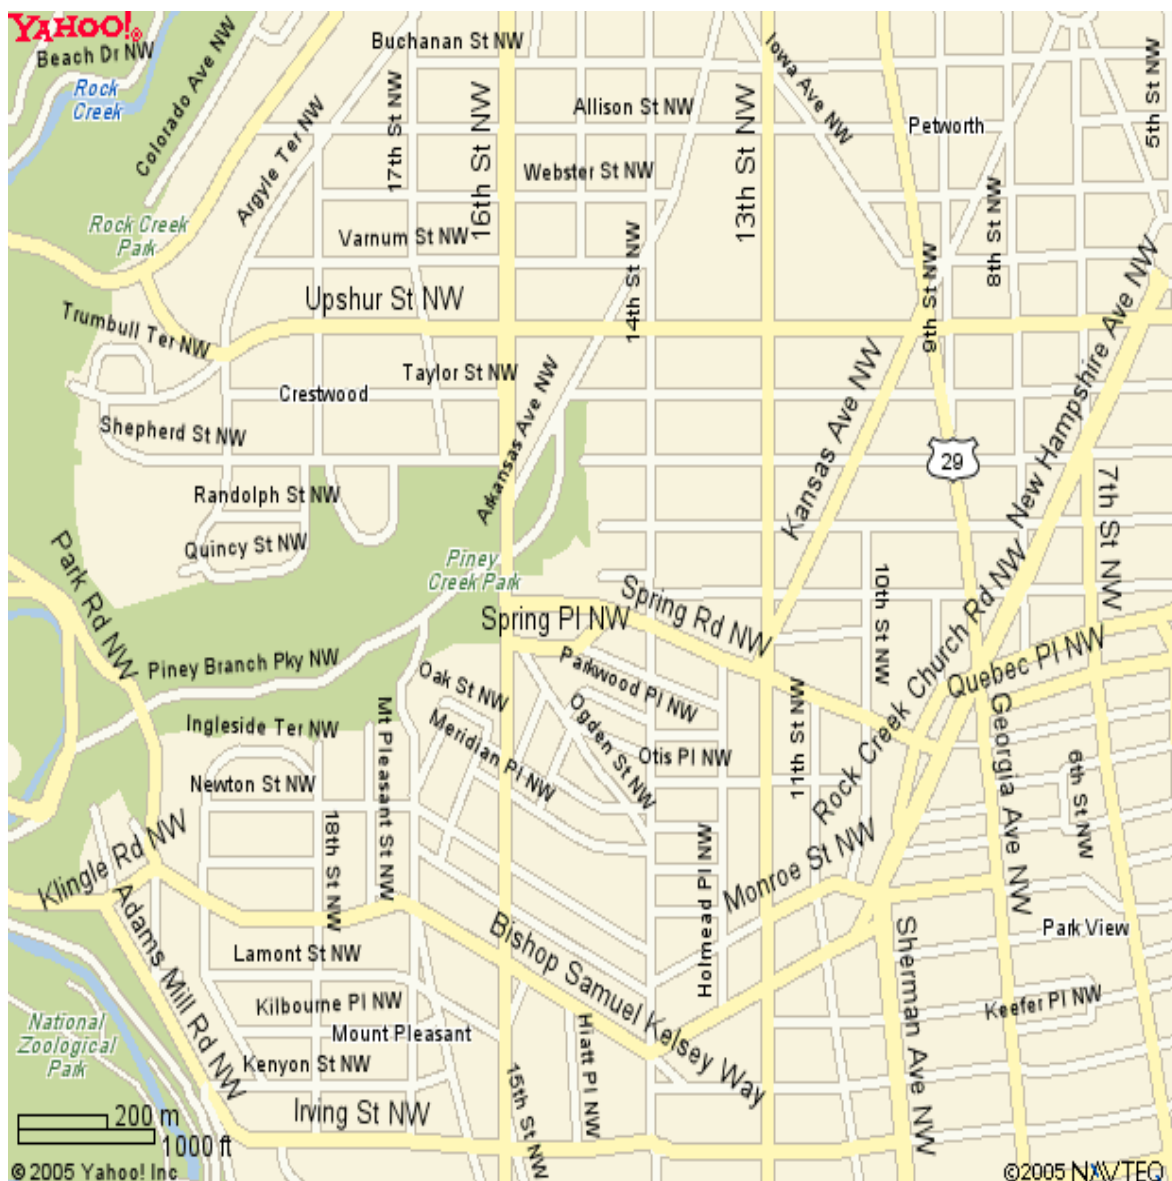 YAHOO!
Beach Dr NW
Rock
Creek
Colorado Ave NW
Buchanan St NW
Iowa Ave NW
5th St NW
17th St NW
16th St NW
Allison St NW
13th St NW
Petworth
Argyle Ter NW
Webster St NW
Rock Creek
Park
Varnum St NW
14th St NW
8th St NW
9th St NW
Upshur St NW
Trumbull Ter NW
Taylor St NW
Crestwood
Arkansas Ave NW
Kansas Ave NW
New Hampshire Ave NW
Shepherd St NW
29
Randolph St NW
7th St NW
Quincy St NW
Park Rd NW
Piney
Creek Park
Spring Pl NW
Spring Rd NW
10th St NW
Rock Creek Church Rd NW
Quebec Pl NW
Piney Branch Pky NW
Oak St NW
Parkwood Pl NW
Ingleside Ter NW
Mt Pleasant St NW
Meridian Pl NW
Ogden St NW
Otis Pl NW
11th St NW
Georgia Ave NW
6th St NW
Newton St NW
18th St NW
Klingle Rd NW
Holmead Pl NW
Monroe St NW
Adams Mill Rd NW
Lamont St NW
Bishop Samuel Kelsey Way
Sherman Ave NW
Park View
Kilbourne Pl NW
Keefer Pl NW
National
Zoological
Park
Mount Pleasant
Hiatt Pl NW
Kenyon St NW
15th St NW
Irving St NW
200 m
1000 ft
©2005 Yahoo! Inc
©2005 NAVTEQ